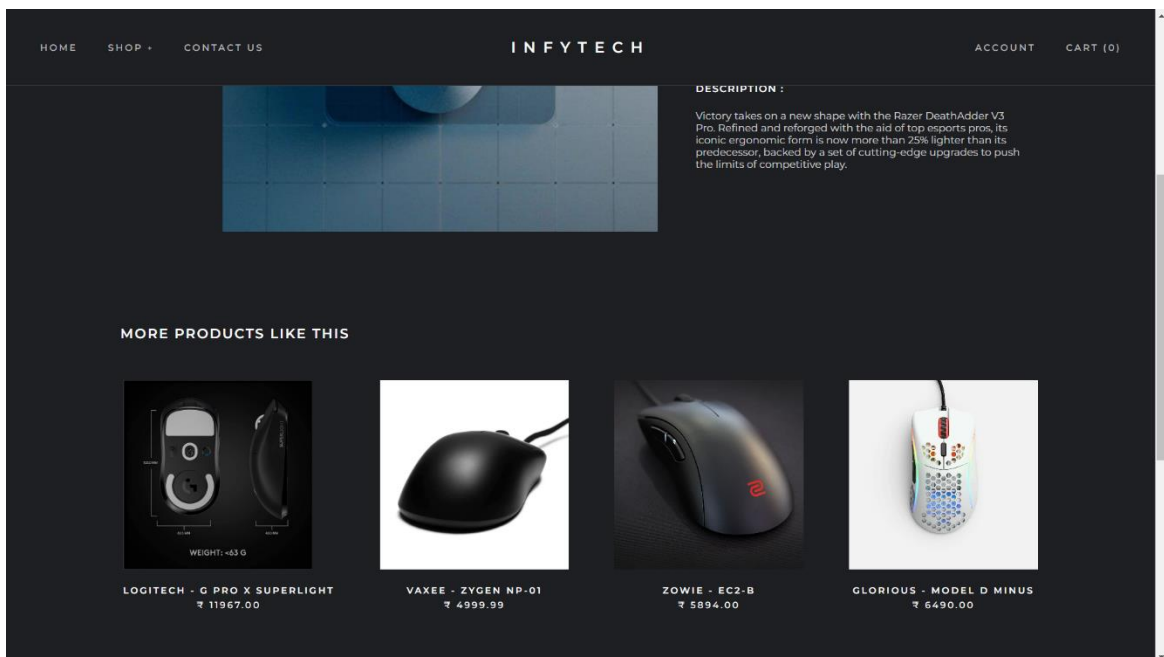 HOME SHOP + CONTACT US INFYTECH ACCOUNT CART (0)
DESCRIPTION :
Victory takes on a new shape with the Razer DeathAdder V3
Pro. Refined and reforged with the aid of top esports pros, its
iconic ergonomic form is now more than 25% lighter than its
predecessor, backed by a set of cutting-edge upgrades to push
the limits of competitive play.
MORE PRODUCTS LIKE THIS
WEIGHT: <63 G
LOGITECH - G PRO X SUPERLIGHT
₹ 11967.00
VAXEE - ZYGEN NP-01
₹ 4999.99
ZOWIE - EC2-B
₹ 5894.00
GLORIOUS - MODEL D MINUS
₹ 6490.00